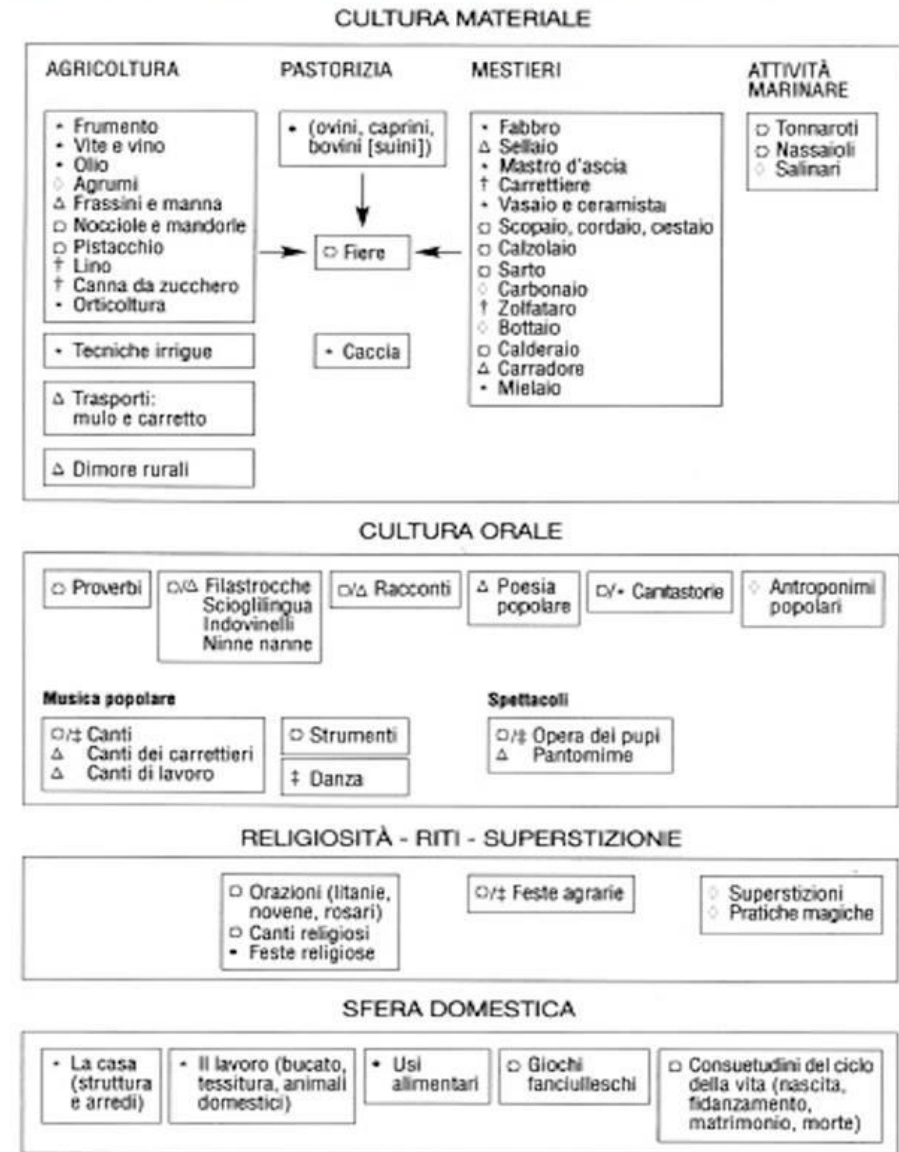 CULTURA MATERIALE
AGRICOLTURA
* Frumento
* Vite e vino
* Olio
◇ Agrumi
△ Frassini e manna
▢ Nocciole e mandorle
▢ Pistacchio
† Lino
† Canna da zucchero
* Orticoltura
* Tecniche irrigue
△ Trasporti:
mulo e carretto
△ Dimore rurali
PASTORIZIA
* (ovini, caprini,
bovini [suini])
▢ Fiere
* Caccia
MESTIERI
* Fabbro
△ Sellaio
* Mastro d'ascia
† Carrettiere
* Vasaio e ceramista
▢ Scopaio, cordaio, cestaio
▢ Calzolaio
▢ Sarto
◇ Carbonaio
† Zolfataro
◇ Bottaio
▢ Calderaio
△ Carradore
* Mielaio
ATTIVITÀ
MARINARE
▢ Tonnaroti
▢ Nassaioli
◇ Salinari
CULTURA ORALE
▢ Proverbi
▢/△ Filastrocche
Scioglilingua
Indovinelli
Ninne nanne
▢/△ Racconti
△ Poesia
popolare
▢/* Cantastorie
◇ Antroponimi
popolari
Musica popolare
▢/‡ Canti
△ Canti dei carrettieri
△ Canti di lavoro
▢ Strumenti
‡ Danza
Spettacoli
▢/‡ Opera dei pupi
△ Pantomime
RELIGIOSITÀ - RITI - SUPERSTIZIONE
▢ Orazioni (litanie,
novene, rosari)
▢ Canti religiosi
* Feste religiose
▢/‡ Feste agrarie
◇ Superstizioni
◇ Pratiche magiche
SFERA DOMESTICA
* La casa
(struttura
e arredi)
* Il lavoro (bucato,
tessitura, animali
domestici)
* Usi
alimentari
▢ Giochi
fanciulleschi
▢ Consuetudini del ciclo
della vita (nascita,
fidanzamento,
matrimonio, morte)